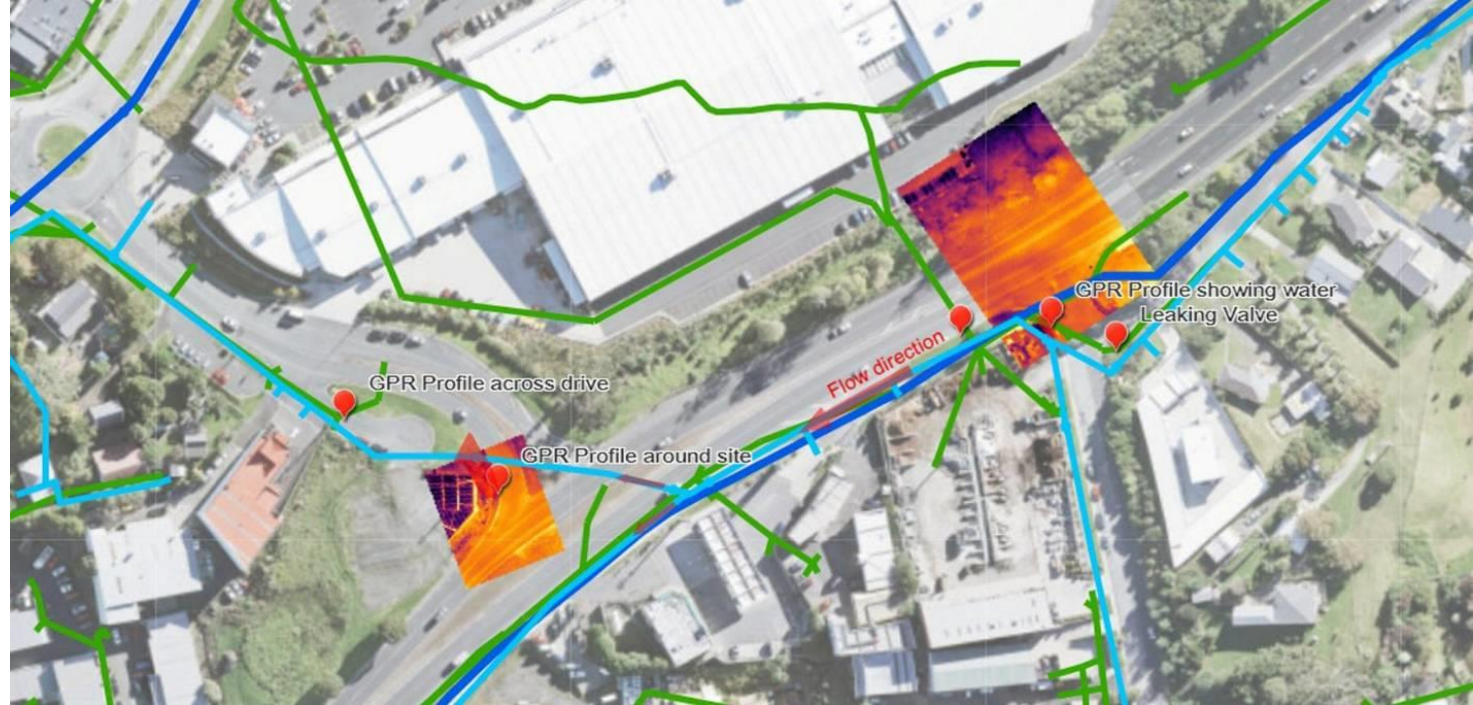 GPR Profile showing water
Leaking Valve
Flow direction
GPR Profile across drive
GPR Profile around site